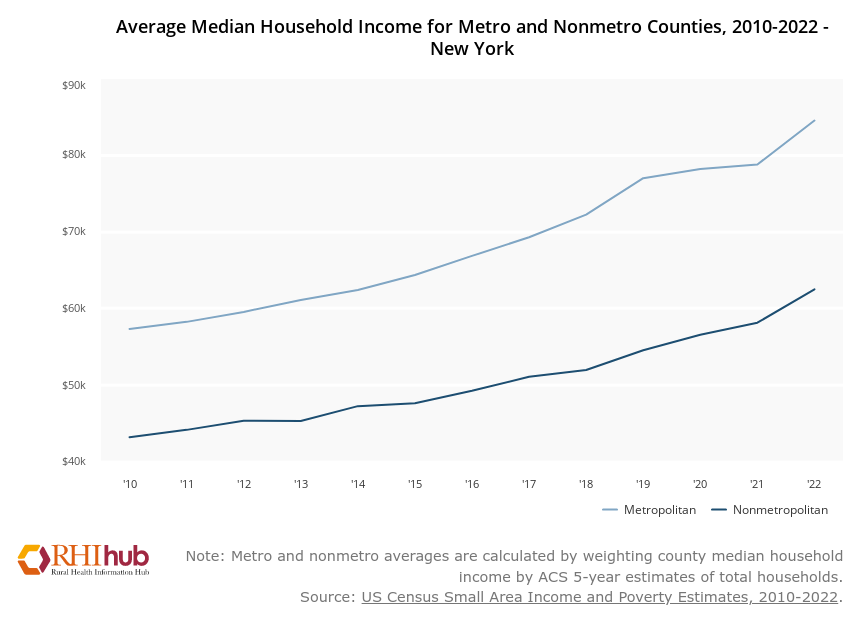 Average Median Household Income for Metro and Nonmetro Counties, 2010-2022 -
New York
$90k
$80k
$70k
$60k
$50k
$40k
'10 '11 '12 '13 '14 '15 '16 '17 '18 '19 '20 '21 '22
Metropolitan Nonmetropolitan
RHIhub
Rural Health Information Hub
Note: Metro and nonmetro averages are calculated by weighting county median household
income by ACS 5-year estimates of total households.
Source: US Census Small Area Income and Poverty Estimates, 2010-2022.